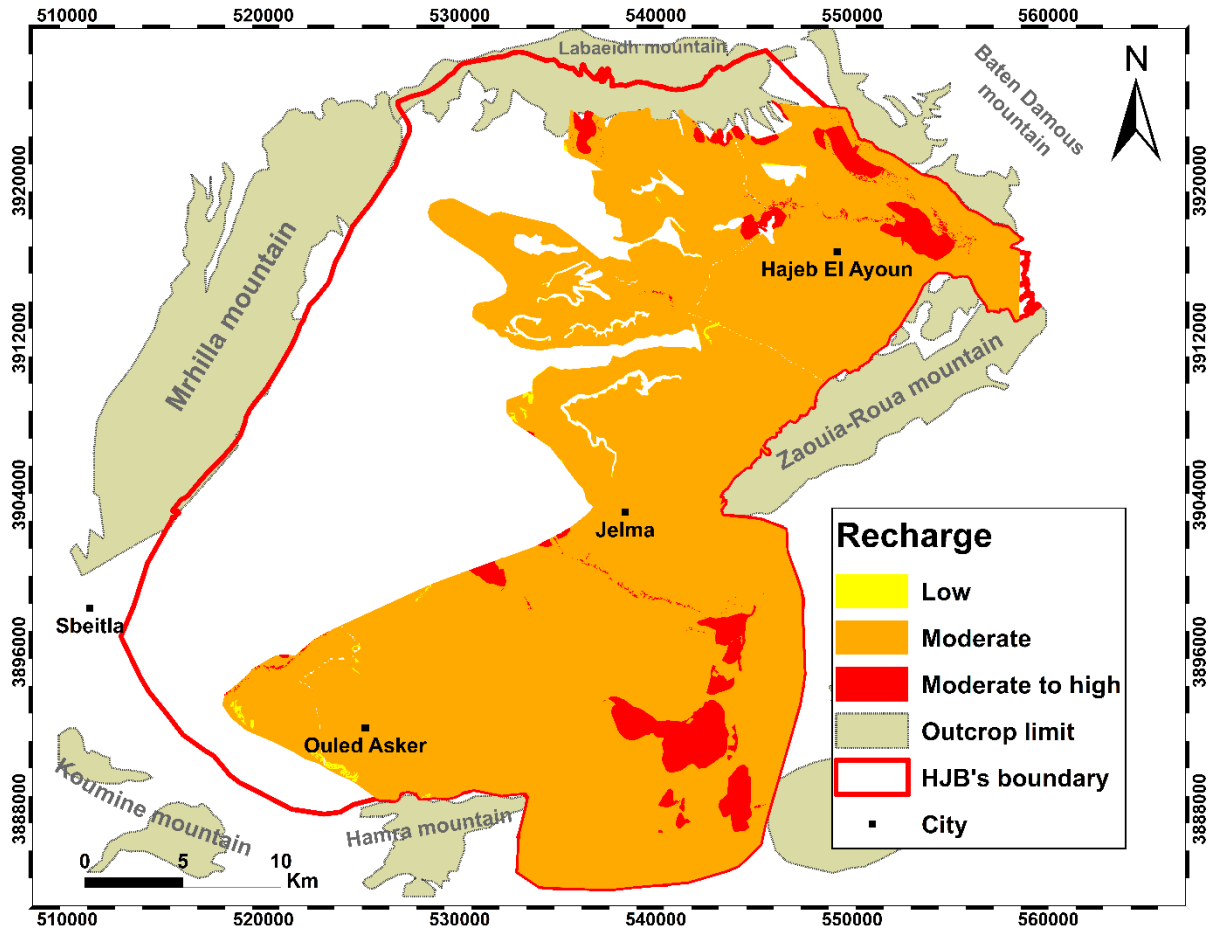 510000 520000 530000 540000 550000 560000
Labaeidh mountain
N
Baten Damous
mountain
3920000
3920000
Mrhilla mountain
Hajeb El Ayoun
3912000
3912000
Zaouia-Roua mountain
3904000
3904000
Jelma
Recharge
Low
Moderate
Moderate to high
Outcrop limit
HJB's boundary
City
Sbeitla
3896000
3896000
Ouled Asker
Koumine mountain
Hamra mountain
3888000
3888000
0 5 10
Km
510000 520000 530000 540000 550000 560000